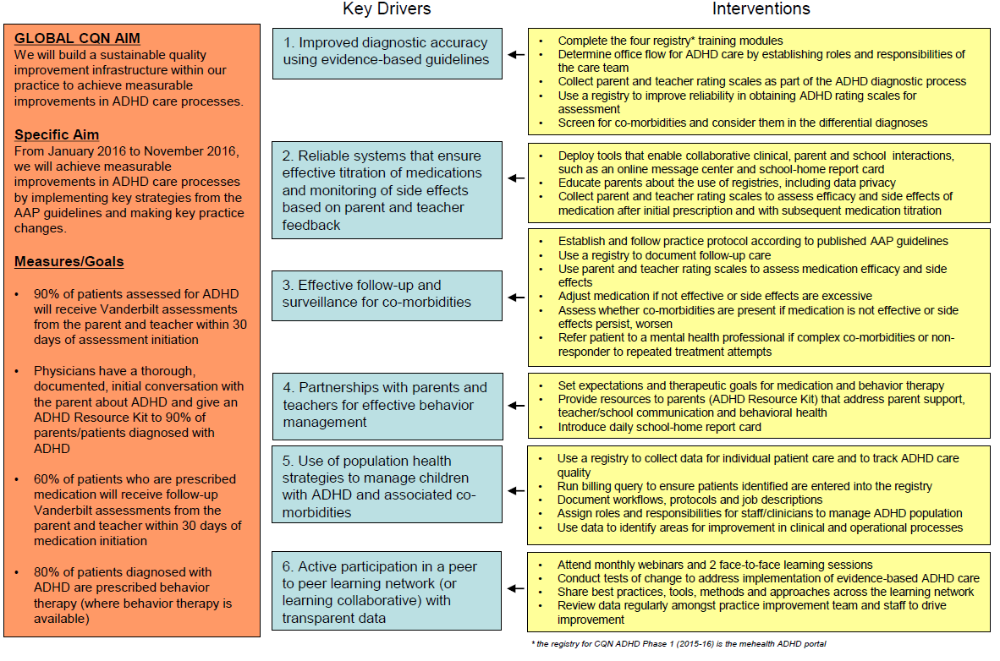 Key Drivers
Interventions
GLOBAL CQN AIM
We will build a sustainable quality
improvement infrastructure within our
practice to achieve measurable
improvements in ADHD care processes.
Specific Aim
From January 2016 to November 2016,
we will achieve measurable
improvements in ADHD care processes
by implementing key strategies from the
AAP guidelines and making key practice
changes.
Measures/Goals
• 90% of patients assessed for ADHD
will receive Vanderbilt assessments
from the parent and teacher within 30
days of assessment initiation
• Physicians have a thorough,
documented, initial conversation with
the parent about ADHD and give an
ADHD Resource Kit to 90% of
parents/patients diagnosed with
ADHD
• 60% of patients who are prescribed
medication will receive follow-up
Vanderbilt assessments from the
parent and teacher within 30 days of
medication initiation
• 80% of patients diagnosed with
ADHD are prescribed behavior
therapy (where behavior therapy is
available)
1. Improved diagnostic accuracy
using evidence-based guidelines
• Complete the four registry* training modules
• Determine office flow for ADHD care by establishing roles and responsibilities of
the care team
• Collect parent and teacher rating scales as part of the ADHD diagnostic process
• Use a registry to improve reliability in obtaining ADHD rating scales for
assessment
• Screen for co-morbidities and consider them in the differential diagnoses
2. Reliable systems that ensure
effective titration of medications
and monitoring of side effects
based on parent and teacher
feedback
• Deploy tools that enable collaborative clinical, parent and school interactions,
such as an online message center and school-home report card
• Educate parents about the use of registries, including data privacy
• Collect parent and teacher rating scales to assess efficacy and side effects of
medication after initial prescription and with subsequent medication titration
3. Effective follow-up and
surveillance for co-morbidities
• Establish and follow practice protocol according to published AAP guidelines
• Use a registry to document follow-up care
• Use parent and teacher rating scales to assess medication efficacy and side
effects
• Adjust medication if not effective or side effects are excessive
• Assess whether co-morbidities are present if medication is not effective or side
effects persist, worsen
• Refer patient to a mental health professional if complex co-morbidities or non-
responder to repeated treatment attempts
4. Partnerships with parents and
teachers for effective behavior
management
• Set expectations and therapeutic goals for medication and behavior therapy
• Provide resources to parents (ADHD Resource Kit) that address parent support,
teacher/school communication and behavioral health
• Introduce daily school-home report card
5. Use of population health
strategies to manage children
with ADHD and associated co-
morbidities
• Use a registry to collect data for individual patient care and to track ADHD care
quality
• Run billing query to ensure patients identified are entered into the registry
• Document workflows, protocols and job descriptions
• Assign roles and responsibilities for staff/clinicians to manage ADHD population
• Use data to identify areas for improvement in clinical and operational processes
6. Active participation in a peer
to peer learning network (or
learning collaborative) with
transparent data
• Attend monthly webinars and 2 face-to-face learning sessions
• Conduct tests of change to address implementation of evidence-based ADHD care
• Share best practices, tools, methods and approaches across the learning network
• Review data regularly amongst practice improvement team and staff to drive
improvement
* the registry for CQN ADHD Phase 1 (2015-16) is the mehealth ADHD portal